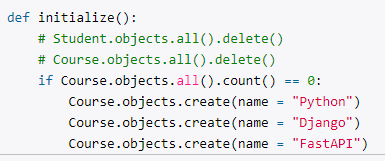 def initialize():
    # Student.objects.all().delete()
    # Course.objects.all().delete()
    if Course.objects.all().count() == 0:
        Course.objects.create(name = "Python")
        Course.objects.create(name = "Django")
        Course.objects.create(name = "FastAPI")